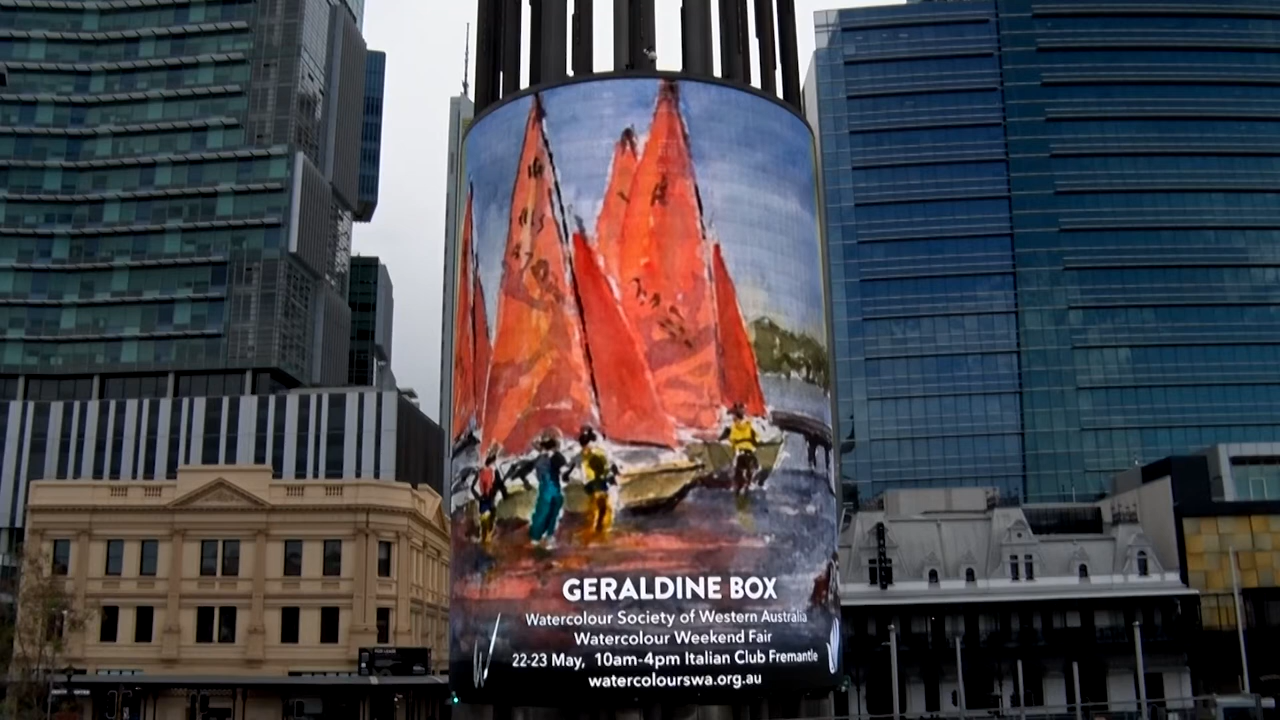 GERALDINE BOX
Watercolour Society of Western Australia
Watercolour Weekend Fair
22-23 May, 10am-4pm Italian Club Fremantle
watercolourswa.org.au